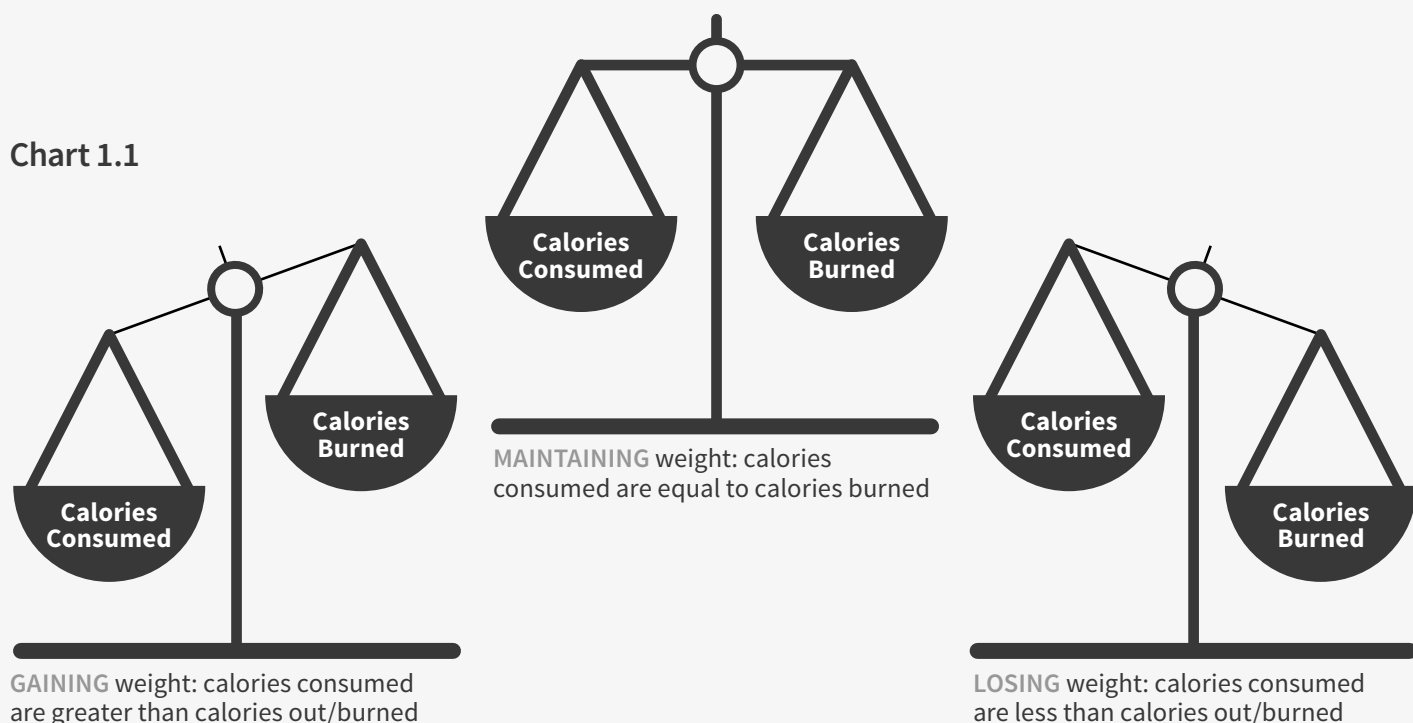 Chart 1.1
Calories
Consumed
Calories
Burned
GAINING weight: calories consumed
are greater than calories out/burned
Calories
Consumed
Calories
Burned
MAINTAINING weight: calories
consumed are equal to calories burned
Calories
Consumed
Calories
Burned
LOSING weight: calories consumed
are less than calories out/burned